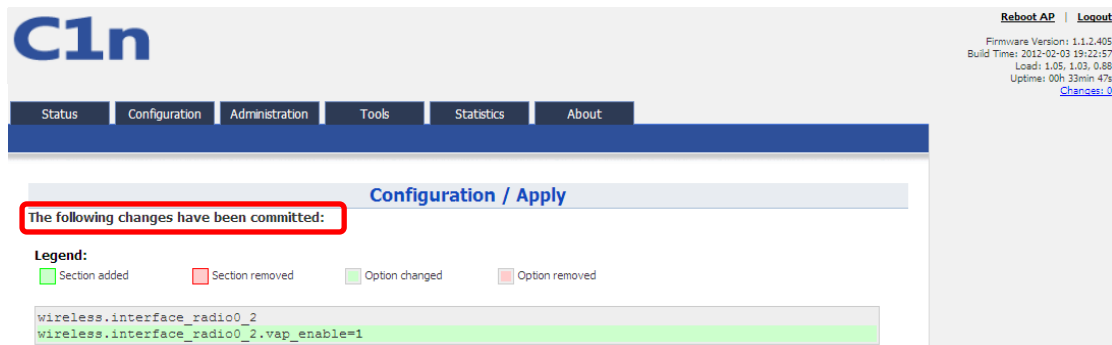 C1n
Reboot AP | Logout
Firmware Version: 1.1.2.405
Build Time: 2012-02-03 19:22:57
Load: 1.05, 1.03, 0.88
Uptime: 00h 33min 47s
Changes: 0
Status Configuration Administration Tools Statistics About
Configuration / Apply
The following changes have been committed:
Legend:
Section added Section removed Option changed Option removed
wireless.interface_radio0_2
wireless.interface_radio0_2.vap_enable=1